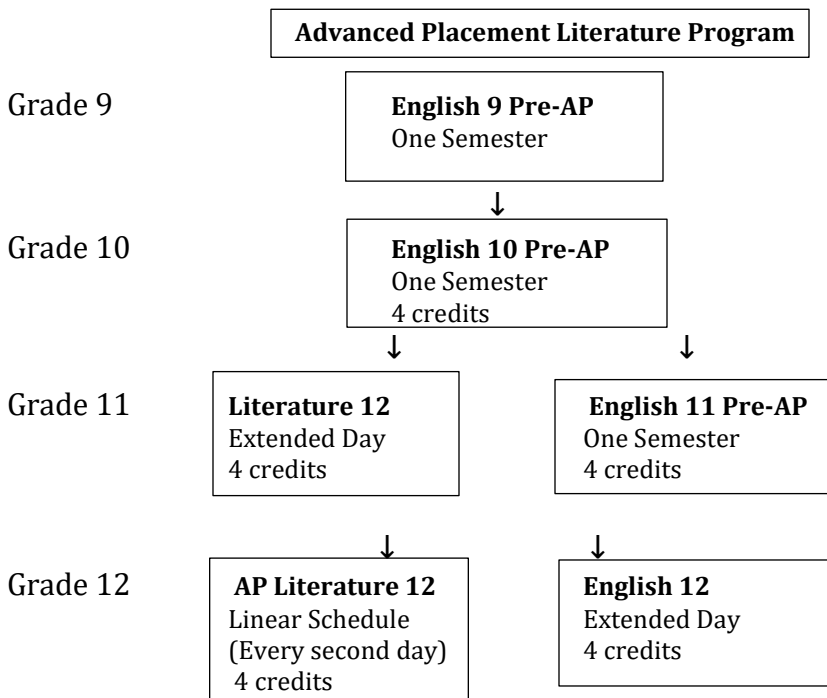 Advanced Placement Literature Program
Grade 9
English 9 Pre-AP
One Semester
↓
Grade 10
English 10 Pre-AP
One Semester
4 credits
↓ ↓
Grade 11
Literature 12
Extended Day
4 credits
English 11 Pre-AP
One Semester
4 credits
↓ ↓
Grade 12
AP Literature 12
Linear Schedule
(Every second day)
4 credits
English 12
Extended Day
4 credits